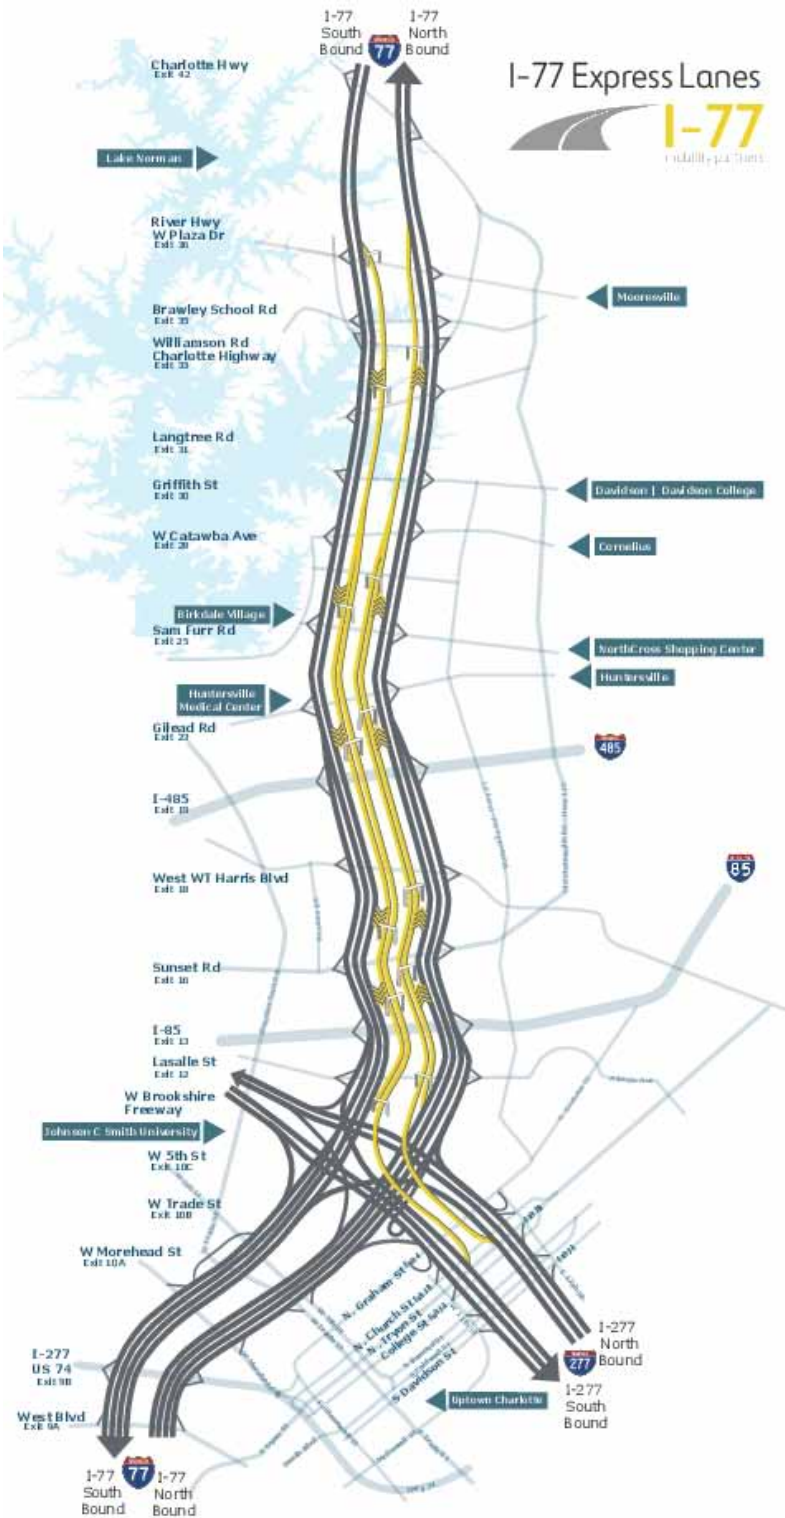 I-77
South
Bound
77
I-77
North
Bound
I-77 Express Lanes
I-77
mobility partners
Charlotte Hwy
Exit 42
Lake Norman
River Hwy
W Plaza Dr
Exit 36
Mooresville
Brawley School Rd
Exit 35
Williamson Rd
Charlotte Highway
Exit 33
Langtree Rd
Exit 31
Griffith St
Exit 30
Davidson | Davidson College
W Catawba Ave
Exit 28
Cornelius
Birkdale Village
Sam Furr Rd
Exit 25
NorthCross Shopping Center
Huntersville
Huntersville
Medical Center
Gilead Rd
Exit 23
485
I-485
Exit 19
85
West WT Harris Blvd
Exit 18
Sunset Rd
Exit 16
I-85
Exit 13
Lasalle St
Exit 12
W Brookshire
Freeway
Johnson C Smith University
W 5th St
Exit 10C
W Trade St
Exit 10B
W Morehead St
Exit 10A
N. Graham St
N. Church St
N. Tryon St
College St
S Davidson St
I-277
US 74
Exit 9B
I-277
North
Bound
277
I-277
South
Bound
Uptown Charlotte
West Blvd
Exit 9A
I-77
South
Bound
77
I-77
North
Bound